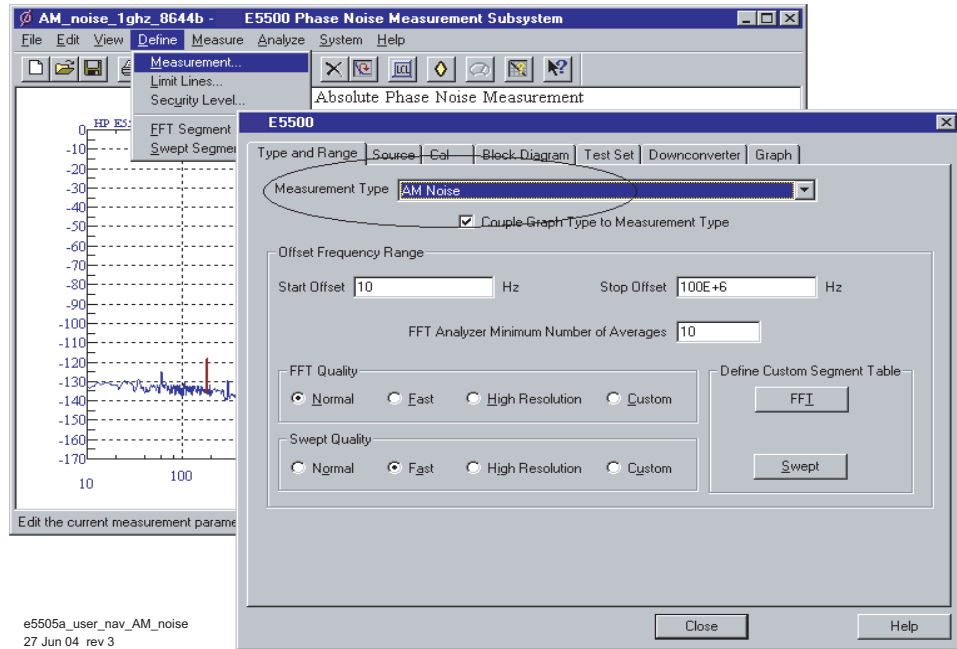 AM_noise_1ghz_8644b - E5500 Phase Noise Measurement Subsystem
File Edit View Define Measure Analyze System Help
Measurement...
Limit Lines...
Security Level...
FFT Segment
Absolute Phase Noise Measurement
HP
0
-10
-20
-30
-40
-50
-60
-70
-80
-90
-100
-110
-120
-130
-140
-150
-160
-170
10 100
Edit the current measurement
E5500
Type and Range Source Cal Block Diagram Test Set Downconverter Graph
Measurement Type AM Noise
Couple Graph Type to Measurement Type
Offset Frequency Range
Start Offset 10 Hz Stop Offset 100E+6 Hz
FFT Analyzer Minimum Number of Averages 10
FFT Quality
Normal Fast High Resolution Custom
Swept Quality
Normal Fast High Resolution Custom
Define Custom Segment Table
FFT
Swept
Close Help
e5505a_user_nav_AM_noise
27 Jun 04 rev 3